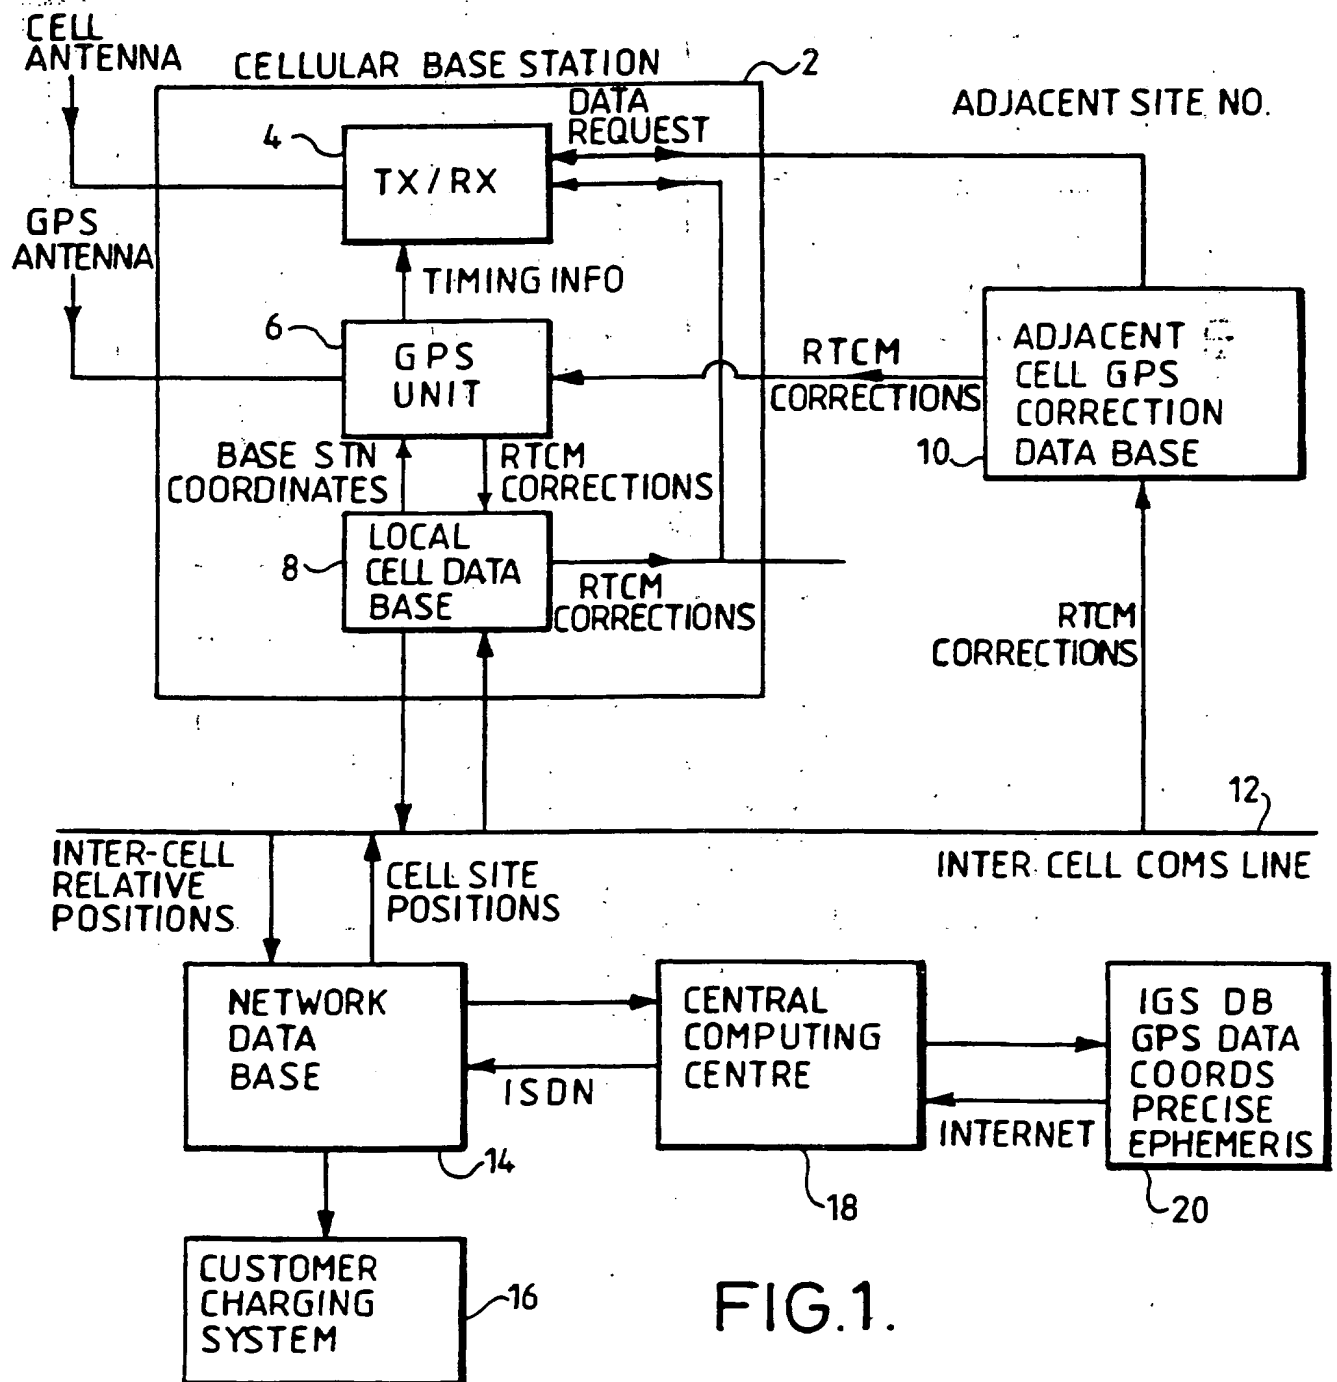 CELL
ANTENNA
CELLULAR BASE STATION
2
DATA
REQUEST
ADJACENT SITE NO.
4
TX/RX
GPS
ANTENNA
TIMING INFO
6
GPS
UNIT
RTCM
CORRECTIONS
ADJACENT
CELL GPS
CORRECTION
DATA BASE
10
BASE STN
COORDINATES
RTCM
CORRECTIONS
8
LOCAL
CELL DATA
BASE
RTCM
CORRECTIONS
RTCM
CORRECTIONS
12
INTER-CELL
RELATIVE
POSITIONS
CELL SITE
POSITIONS
INTER CELL COMS LINE
NETWORK
DATA
BASE
14
ISDN
CENTRAL
COMPUTING
CENTRE
18
INTERNET
IGS DB
GPS DATA
COORDS
PRECISE
EPHEMERIS
20
CUSTOMER
CHARGING
SYSTEM
16
FIG.1.